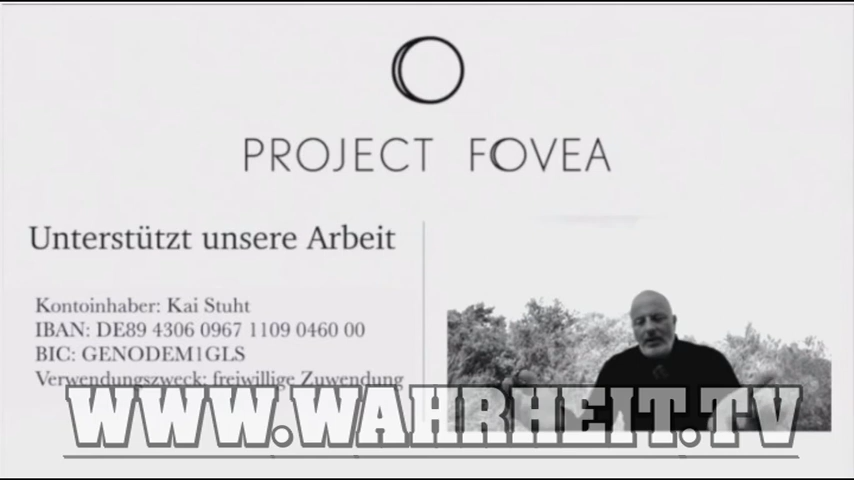 PROJECT FOVEA
Unterstützt unsere Arbeit
Kontoinhaber: Kai Stuht
IBAN: DE89 4306 0967 1109 0460 00
BIC: GENODEM1GLS
Verwendungszweck: freiwillige Zuwendung
WWW.WAHRHEIT.TV